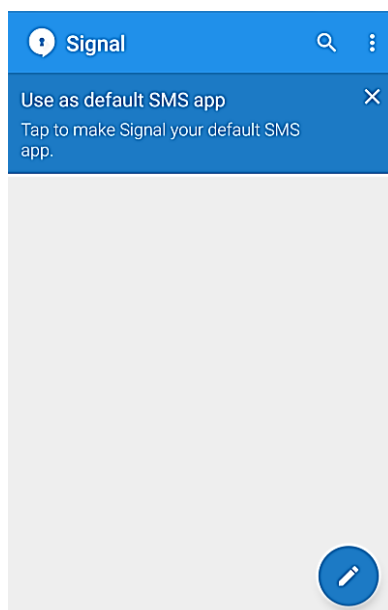 Signal
Use as default SMS app
Tap to make Signal your default SMS
app.